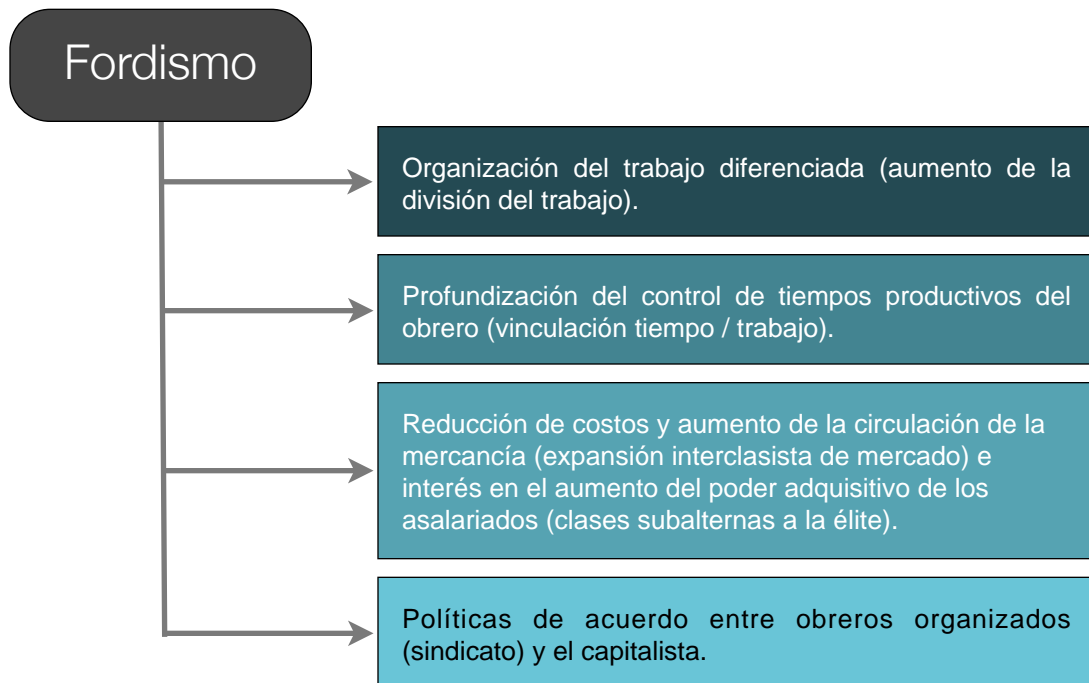 Fordismo
Organización del trabajo diferenciada (aumento de la
división del trabajo).
Profundización del control de tiempos productivos del
obrero (vinculación tiempo / trabajo).
Reducción de costos y aumento de la circulación de la
mercancía (expansión interclasista de mercado) e
interés en el aumento del poder adquisitivo de los
asalariados (clases subalternas a la élite).
Políticas de acuerdo entre obreros organizados
(sindicato) y el capitalista.